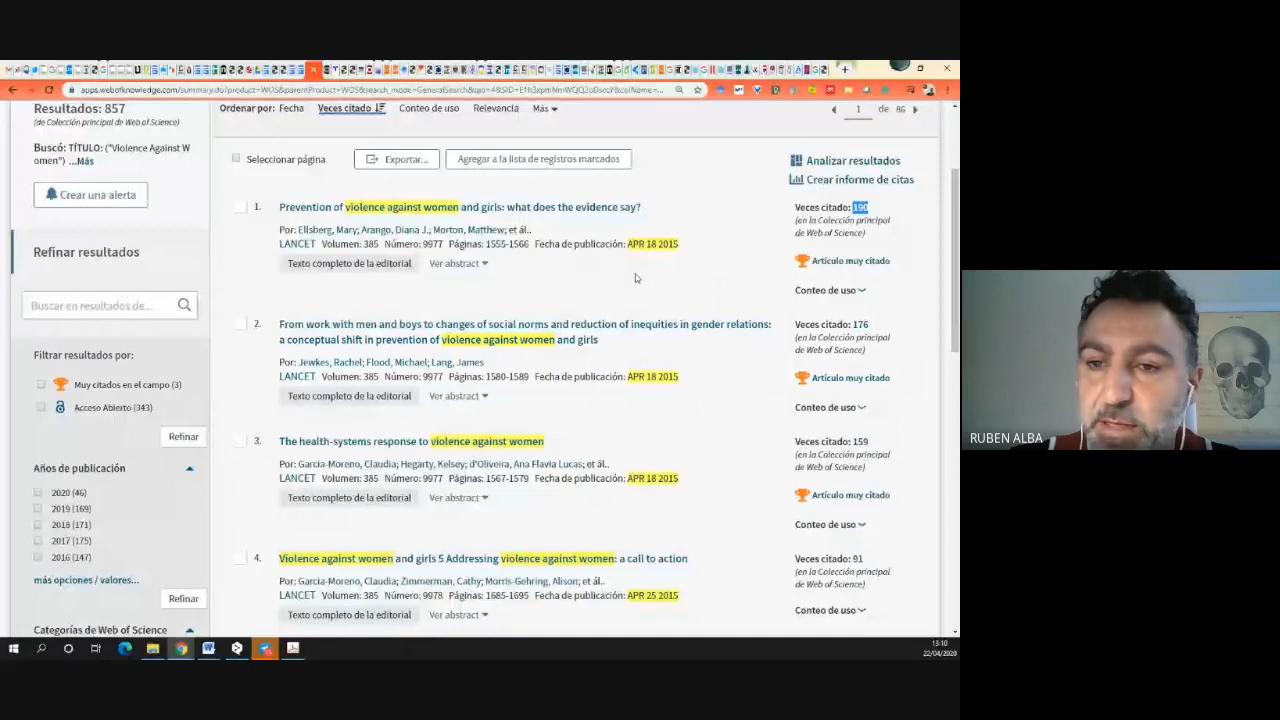 Resultados: 857
(de Colección principal de Web of Science)
Buscó: TÍTULO: ("Violence Against W
omen") ...Más
Crear una alerta
Refinar resultados
Buscar en resultados de...
Filtrar resultados por:
Muy citados en el campo (3)
Acceso Abierto (343)
Refinar
Años de publicación
2020 (46)
2019 (169)
2018 (171)
2017 (175)
2016 (147)
más opciones / valores...
Refinar
Categorías de Web of Science
Ordenar por: Fecha Veces citado Conteo de uso Relevancia Más
1 de 86
Seleccionar página Exportar... Agregar a la lista de registros marcados
Analizar resultados
Crear informe de citas
1. Prevention of violence against women and girls: what does the evidence say?
Por: Ellsberg, Mary; Arango, Diana J.; Morton, Matthew; et ál..
LANCET Volumen: 385 Número: 9977 Páginas: 1555-1566 Fecha de publicación: APR 18 2015
Texto completo de la editorial Ver abstract
Veces citado: 190
(en la Colección principal
de Web of Science)
Artículo muy citado
Conteo de uso
2. From work with men and boys to changes of social norms and reduction of inequities in gender relations:
a conceptual shift in prevention of violence against women and girls
Por: Jewkes, Rachel; Flood, Michael; Lang, James
LANCET Volumen: 385 Número: 9977 Páginas: 1580-1589 Fecha de publicación: APR 18 2015
Texto completo de la editorial Ver abstract
Veces citado: 176
(en la Colección principal
de Web of Science)
Artículo muy citado
Conteo de uso
3. The health-systems response to violence against women
Por: Garcia-Moreno, Claudia; Hegarty, Kelsey; d'Oliveira, Ana Flavia Lucas; et ál..
LANCET Volumen: 385 Número: 9977 Páginas: 1567-1579 Fecha de publicación: APR 18 2015
Texto completo de la editorial Ver abstract
Veces citado: 159
(en la Colección principal
de Web of Science)
Artículo muy citado
Conteo de uso
4. Violence against women and girls 5 Addressing violence against women: a call to action
Por: Garcia-Moreno, Claudia; Zimmerman, Cathy; Morris-Gehring, Alison; et ál..
LANCET Volumen: 385 Número: 9978 Páginas: 1685-1695 Fecha de publicación: APR 25 2015
Texto completo de la editorial Ver abstract
Veces citado: 91
(en la Colección principal
de Web of Science)
Conteo de uso
13:10
22/04/2020
RUBEN ALBA